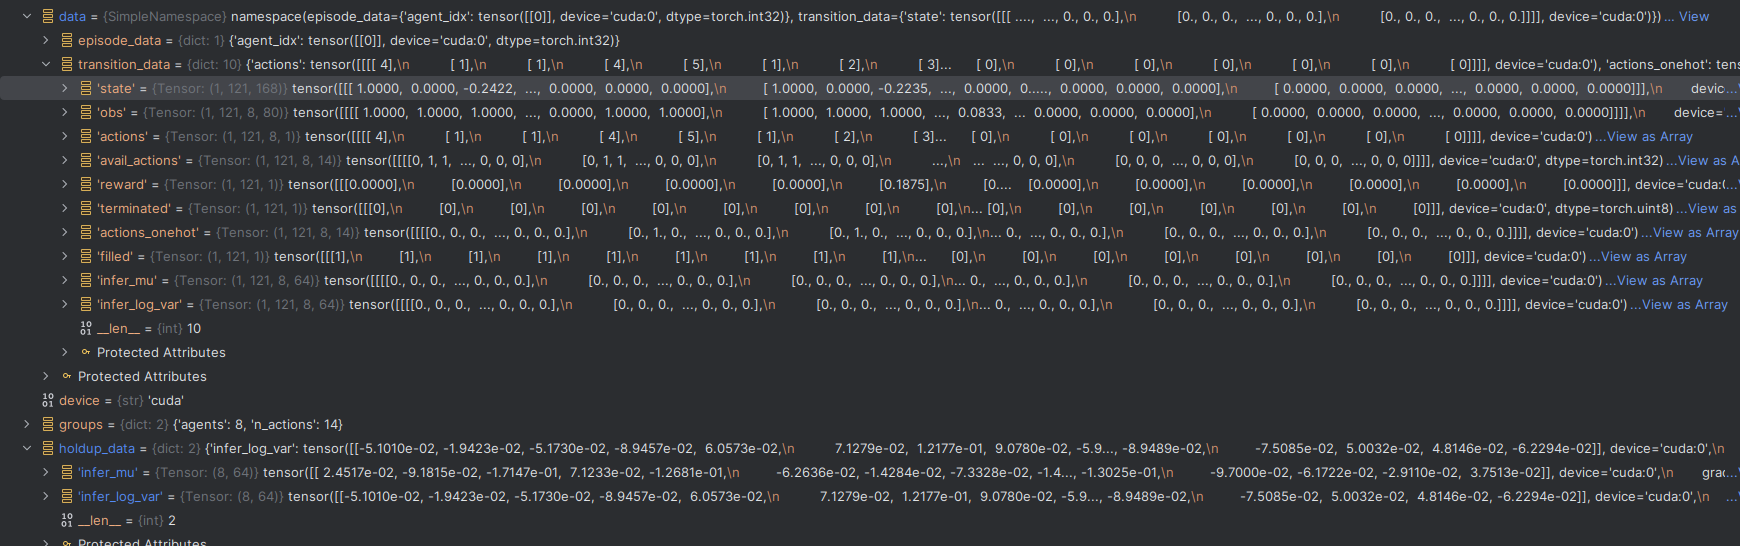 data = {SimpleNamespace} namespace(episode_data={'agent_idx': tensor([[0]], device='cuda:0', dtype=torch.int32)}, transition_data={'state': tensor([[[ ...., ..., 0., 0., 0.],\n [0., 0., 0., ..., 0., 0., 0.],\n [0., 0., 0., ..., 0., 0., 0.]]]], device='cuda:0')})... View
episode_data = {dict: 1} {'agent_idx': tensor([[0]], device='cuda:0', dtype=torch.int32)}
transition_data = {dict: 10} {'actions': tensor([[[[ 4],\n [ 1],\n [ 1],\n [ 4],\n [ 5],\n [ 1],\n [ 2],\n [ 3]... [ 0],\n [ 0],\n [ 0],\n [ 0],\n [ 0],\n [ 0],\n [ 0]]]], device='cuda:0'), 'actions_onehot': tens
'state' = {Tensor: (1, 121, 168)} tensor([[[ 1.0000, 0.0000, -0.2422, ..., 0.0000, 0.0000, 0.0000],\n [ 1.0000, 0.0000, -0.2235, ..., 0.0000, 0.0..... 0.0000, 0.0000, 0.0000],\n [ 0.0000, 0.0000, 0.0000, ..., 0.0000, 0.0000, 0.0000]]],\n devic...
'obs' = {Tensor: (1, 121, 8, 80)} tensor([[[[ 1.0000, 1.0000, 1.0000, ..., 0.0000, 1.0000, 1.0000],\n [ 1.0000, 1.0000, 1.0000, ..., 0.0833, ... 0.0000, 0.0000, 0.0000],\n [ 0.0000, 0.0000, 0.0000, ..., 0.0000, 0.0000, 0.0000]]]],\n device=...
'actions' = {Tensor: (1, 121, 8, 1)} tensor([[[[ 4],\n [ 1],\n [ 1],\n [ 4],\n [ 5],\n [ 1],\n [ 2],\n [ 3]... [ 0],\n [ 0],\n [ 0],\n [ 0],\n [ 0],\n [ 0],\n [ 0]]]], device='cuda:0') ...View as Array
'avail_actions' = {Tensor: (1, 121, 8, 14)} tensor([[[[0, 1, 1, ..., 0, 0, 0],\n [0, 1, 1, ..., 0, 0, 0],\n [0, 1, 1, ..., 0, 0, 0],\n ...,\n ... ..., 0, 0, 0],\n [0, 0, 0, ..., 0, 0, 0],\n [0, 0, 0, ..., 0, 0, 0]]]], device='cuda:0', dtype=torch.int32) ...View as A
'reward' = {Tensor: (1, 121, 1)} tensor([[[0.0000],\n [0.0000],\n [0.0000],\n [0.0000],\n [0.0000],\n [0.1875],\n [0.... [0.0000],\n [0.0000],\n [0.0000],\n [0.0000],\n [0.0000],\n [0.0000]]], device='cuda:(...
'terminated' = {Tensor: (1, 121, 1)} tensor([[[0],\n [0],\n [0],\n [0],\n [0],\n [0],\n [0],\n [0],\n [0],\n... [0],\n [0],\n [0],\n [0],\n [0],\n [0],\n [0]]], device='cuda:0', dtype=torch.uint8) ...View as
'actions_onehot' = {Tensor: (1, 121, 8, 14)} tensor([[[[0., 0., 0., ..., 0., 0., 0.],\n [0., 1., 0., ..., 0., 0., 0.],\n [0., 1., 0., ..., 0., 0., 0.],\n... 0., ..., 0., 0., 0.],\n [0., 0., 0., ..., 0., 0., 0.],\n [0., 0., 0., ..., 0., 0., 0.]]]], device='cuda:0') ...View as Array
'filled' = {Tensor: (1, 121, 1)} tensor([[[1],\n [1],\n [1],\n [1],\n [1],\n [1],\n [1],\n [1],\n [1],\n... [0],\n [0],\n [0],\n [0],\n [0],\n [0],\n [0]]], device='cuda:0') ...View as Array
'infer_mu' = {Tensor: (1, 121, 8, 64)} tensor([[[[0., 0., 0., ..., 0., 0., 0.],\n [0., 0., 0., ..., 0., 0., 0.],\n [0., 0., 0., ..., 0., 0., 0.],\n... 0., ..., 0., 0., 0.],\n [0., 0., 0., ..., 0., 0., 0.],\n [0., 0., 0., ..., 0., 0., 0.]]]], device='cuda:0') ...View as Array
'infer_log_var' = {Tensor: (1, 121, 8, 64)} tensor([[[[0., 0., 0., ..., 0., 0., 0.],\n [0., 0., 0., ..., 0., 0., 0.],\n [0., 0., 0., ..., 0., 0., 0.],\n... 0., ..., 0., 0., 0.],\n [0., 0., 0., ..., 0., 0., 0.],\n [0., 0., 0., ..., 0., 0., 0.]]]], device='cuda:0') ...View as Array
__len__ = {int} 10
Protected Attributes
Protected Attributes
device = {str} 'cuda'
groups = {dict: 2} {'agents': 8, 'n_actions': 14}
holdup_data = {dict: 2} {'infer_log_var': tensor([[-5.1010e-02, -1.9423e-02, -5.1730e-02, -8.9457e-02, 6.0573e-02,\n 7.1279e-02, 1.2177e-01, 9.0780e-02, -5.9... -8.9489e-02,\n -7.5085e-02, 5.0032e-02, 4.8146e-02, -6.2294e-02]], device='cuda:0',\n
'infer_mu' = {Tensor: (8, 64)} tensor([[ 2.4517e-02, -9.1815e-02, -1.7147e-01, 7.1233e-02, -1.2681e-01,\n -6.2636e-02, -1.4284e-02, -7.3328e-02, -1.4..., -1.3025e-01,\n -9.7000e-02, -6.1722e-02, -2.9110e-02, 3.7513e-02]], device='cuda:0',\n grac
'infer_log_var' = {Tensor: (8, 64)} tensor([[-5.1010e-02, -1.9423e-02, -5.1730e-02, -8.9457e-02, 6.0573e-02,\n 7.1279e-02, 1.2177e-01, 9.0780e-02, -5.9..., -8.9489e-02,\n -7.5085e-02, 5.0032e-02, 4.8146e-02, -6.2294e-02]], device='cuda:0',\n
__len__ = {int} 2
Protected Attributes